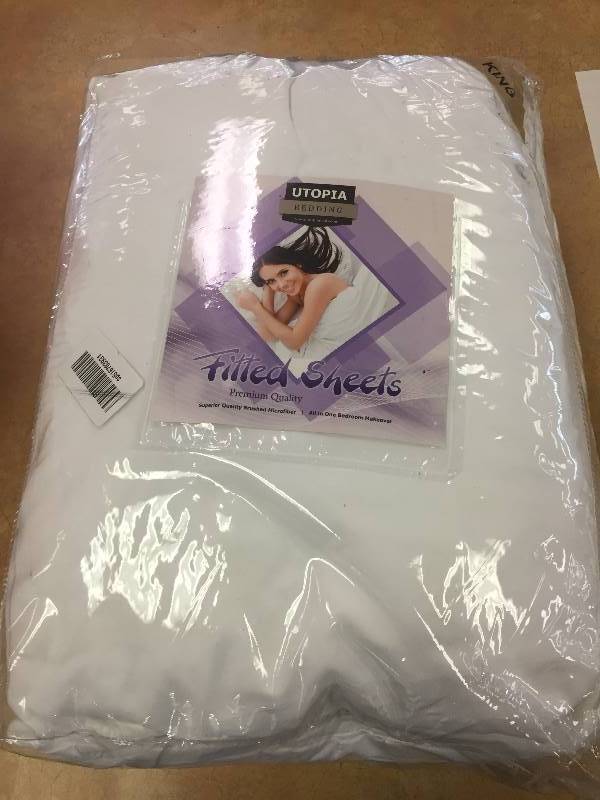 KING
UTOPIA
BEDDING
Fitted Sheets
Premium Quality
Superior Quality Brushed Microfiber | All in One Bedroom Makeover